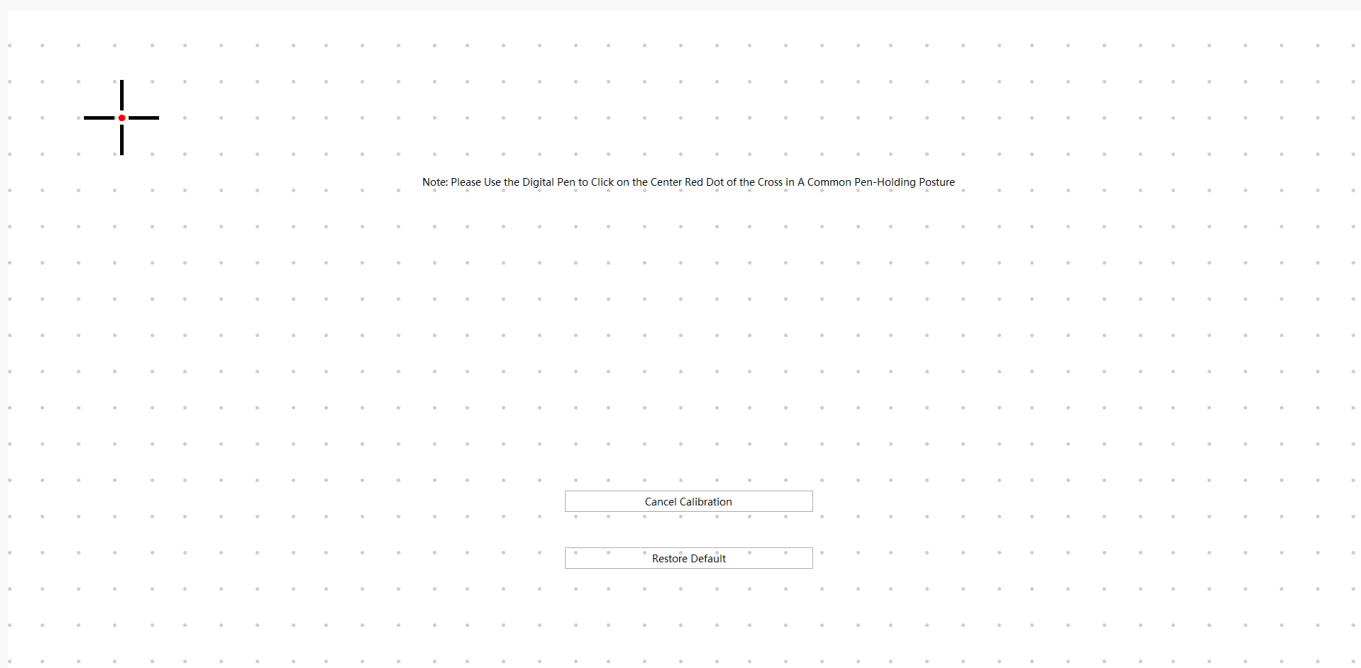 Note: Please Use the Digital Pen to Click on the Center Red Dot of the Cross in A Common Pen-Holding Posture
Cancel Calibration
Restore Default